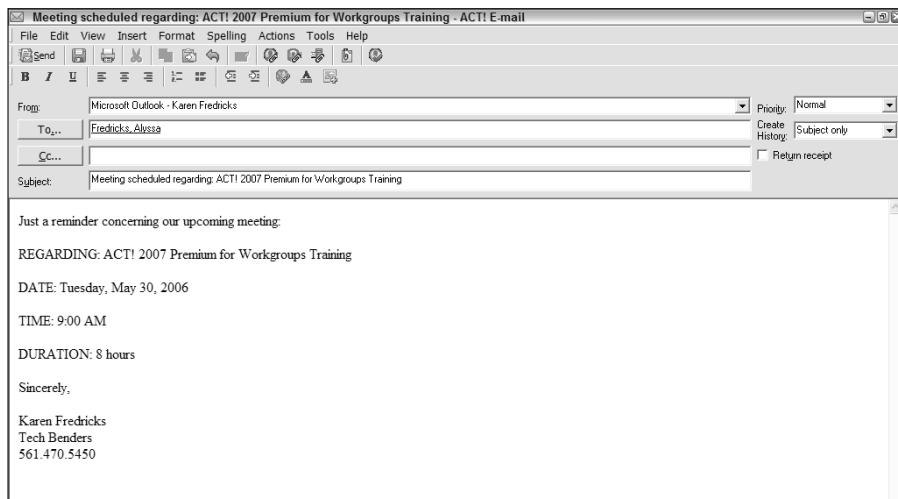 Meeting scheduled regarding: ACT! 2007 Premium for Workgroups Training - ACT! E-mail
File Edit View Insert Format Spelling Actions Tools Help
Send
B I U
From: Microsoft Outlook - Karen Fredricks Priority: Normal
To... Fredricks, Alyssa Create History: Subject only
Cc... Return receipt
Subject: Meeting scheduled regarding: ACT! 2007 Premium for Workgroups Training
Just a reminder concerning our upcoming meeting:
REGARDING: ACT! 2007 Premium for Workgroups Training
DATE: Tuesday, May 30, 2006
TIME: 9:00 AM
DURATION: 8 hours
Sincerely,
Karen Fredricks
Tech Benders
561.470.5450